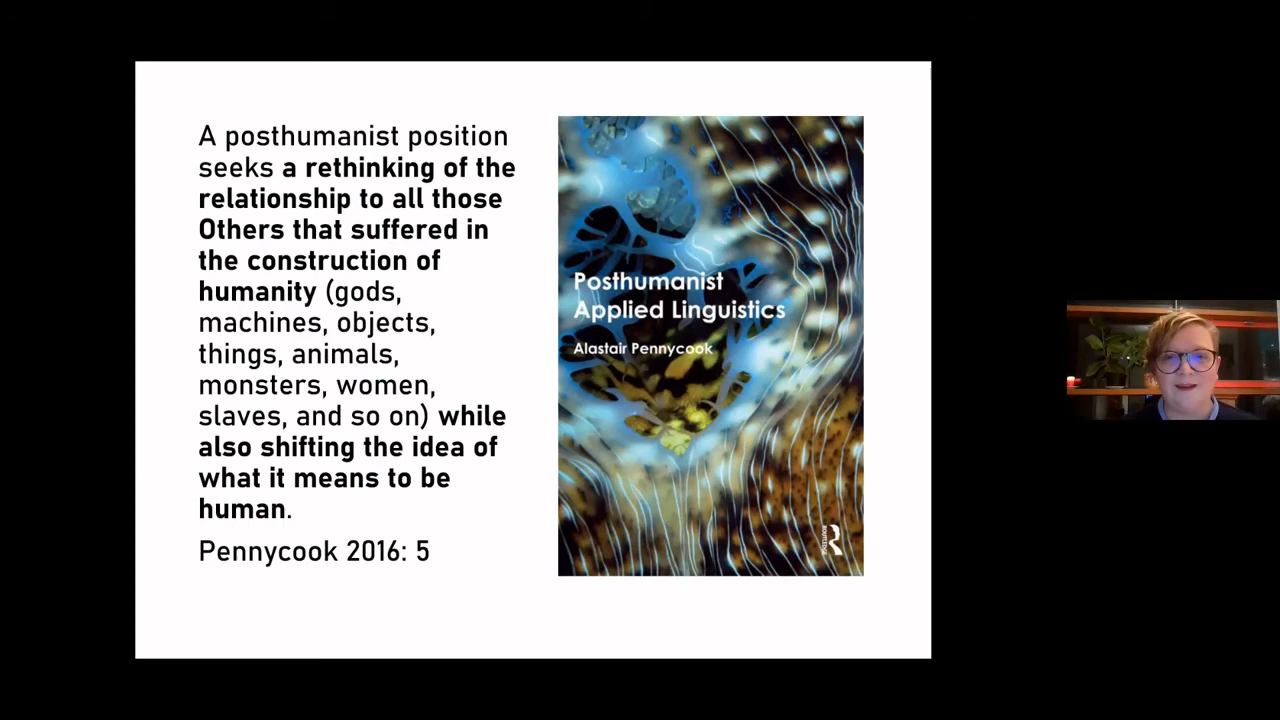 A posthumanist position
seeks a rethinking of the
relationship to all those
Others that suffered in
the construction of
humanity (gods,
machines, objects,
things, animals,
monsters, women,
slaves, and so on) while
also shifting the idea of
what it means to be
human.
Pennycook 2016: 5
Posthumanist
Applied Linguistics
Alastair Pennycook
ROUTLEDGE